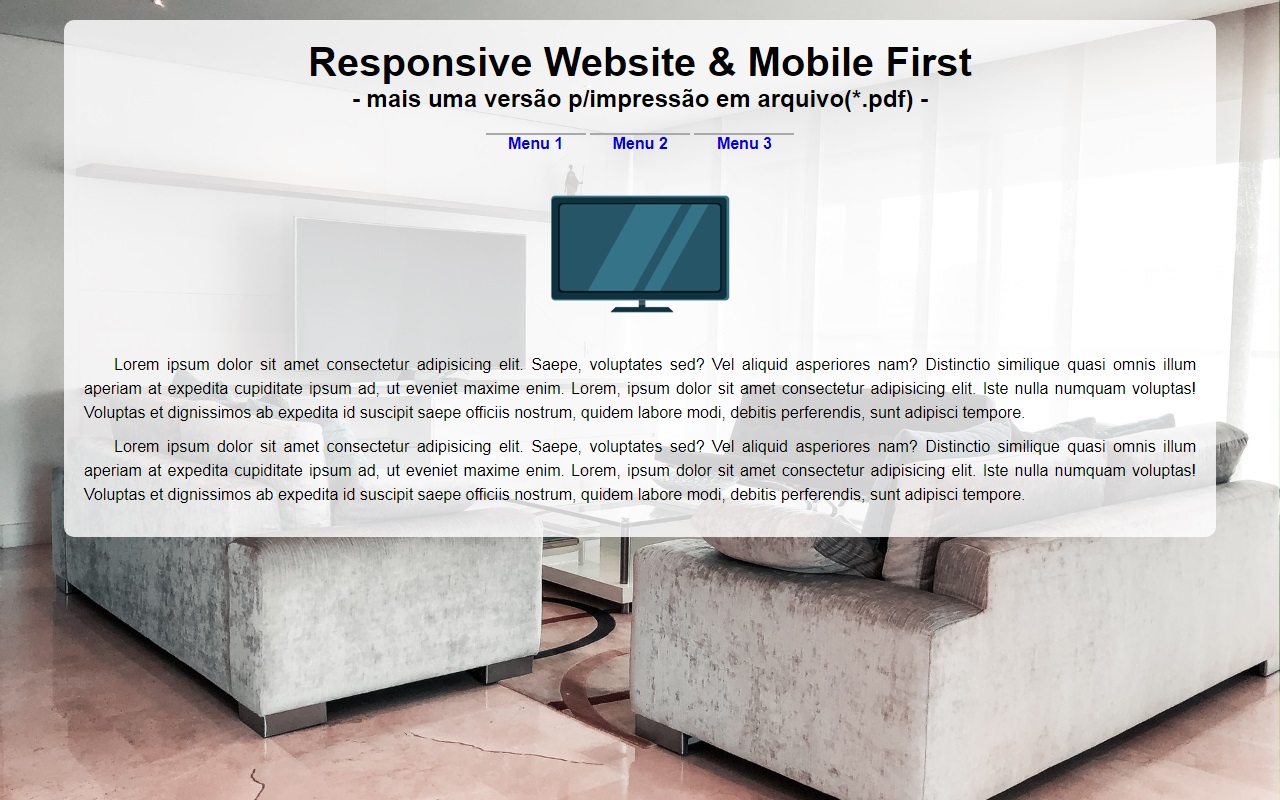 Responsive Website & Mobile First
- mais uma versão p/impressão em arquivo(*.pdf) -
Menu 1 Menu 2 Menu 3
Lorem ipsum dolor sit amet consectetur adipisicing elit. Saepe, voluptates sed? Vel aliquid asperiores nam? Distinctio similique quasi omnis illum
aperiam at expedita cupiditate ipsum ad, ut eveniet maxime enim. Lorem, ipsum dolor sit amet consectetur adipisicing elit. Iste nulla numquam voluptas!
Voluptas et dignissimos ab expedita id suscipit saepe officiis nostrum, quidem labore modi, debitis perferendis, sunt adipisci tempore.
Lorem ipsum dolor sit amet consectetur adipisicing elit. Saepe, voluptates sed? Vel aliquid asperiores nam? Distinctio similique quasi omnis illum
aperiam at expedita cupiditate ipsum ad, ut eveniet maxime enim. Lorem, ipsum dolor sit amet consectetur adipisicing elit. Iste nulla numquam voluptas!
Voluptas et dignissimos ab expedita id suscipit saepe officiis nostrum, quidem labore modi, debitis perferendis, sunt adipisci tempore.